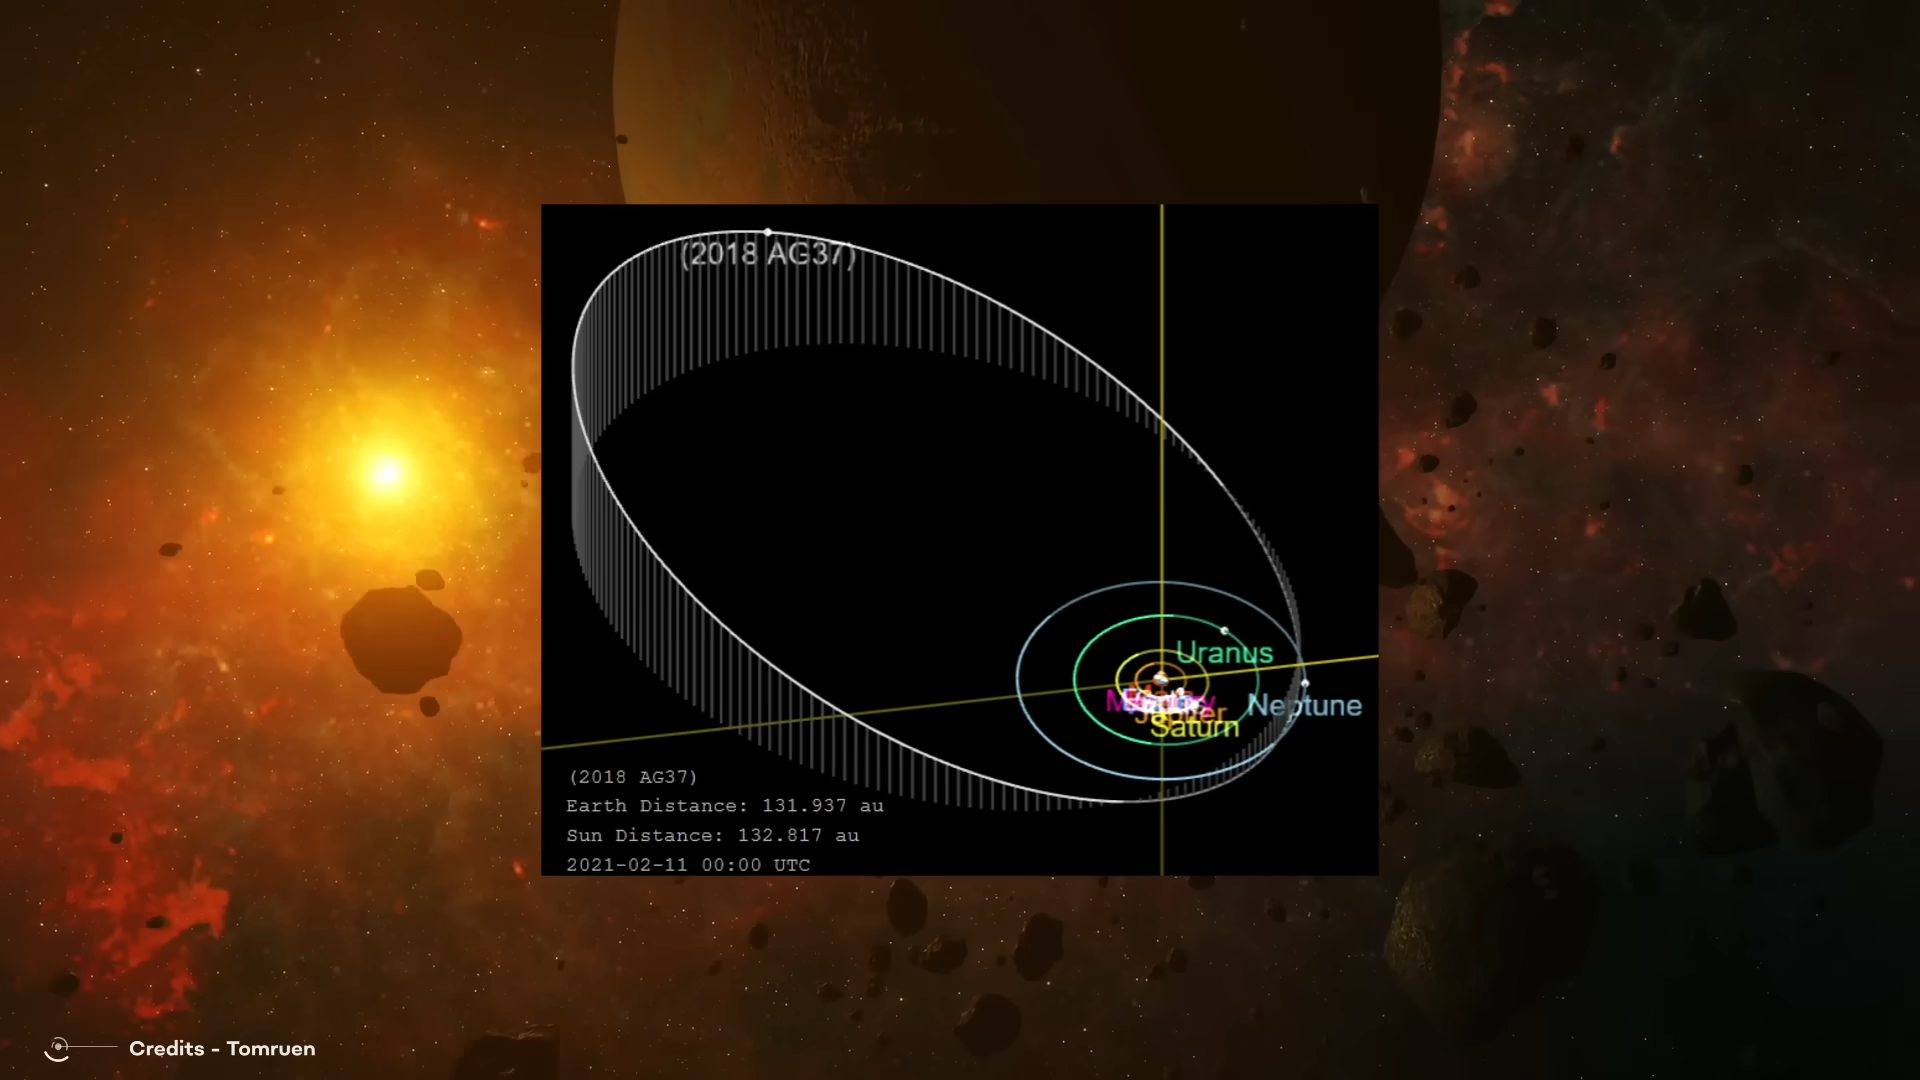 (2018 AG37)
Uranus
Neptune
Saturn
(2018 AG37)
Earth Distance: 131.937 au
Sun Distance: 132.817 au
2021-02-11 00:00 UTC
Credits - Tomruen